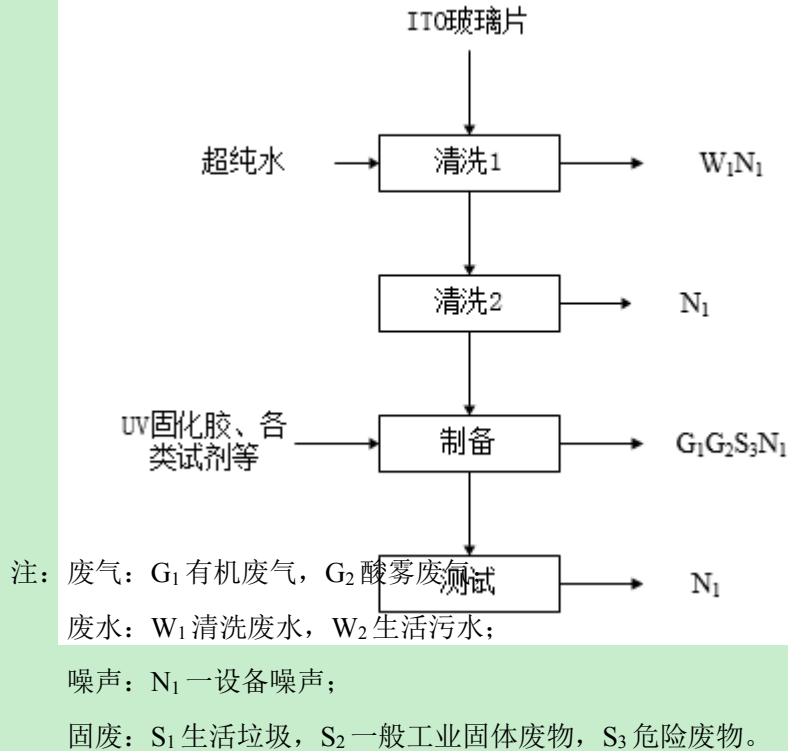 ITO玻璃片
超纯水
清洗1
W₁N₁
清洗2
N₁
UV固化胶、各
类试剂等
制备
G₁G₂S₃N₁
测试
N₁
注：废气：G₁有机废气，G₂酸雾废气；
废水：W₁清洗废水，W₂生活污水；
噪声：N₁一设备噪声；
固废：S₁生活垃圾，S₂一般工业固体废物，S₃危险废物。